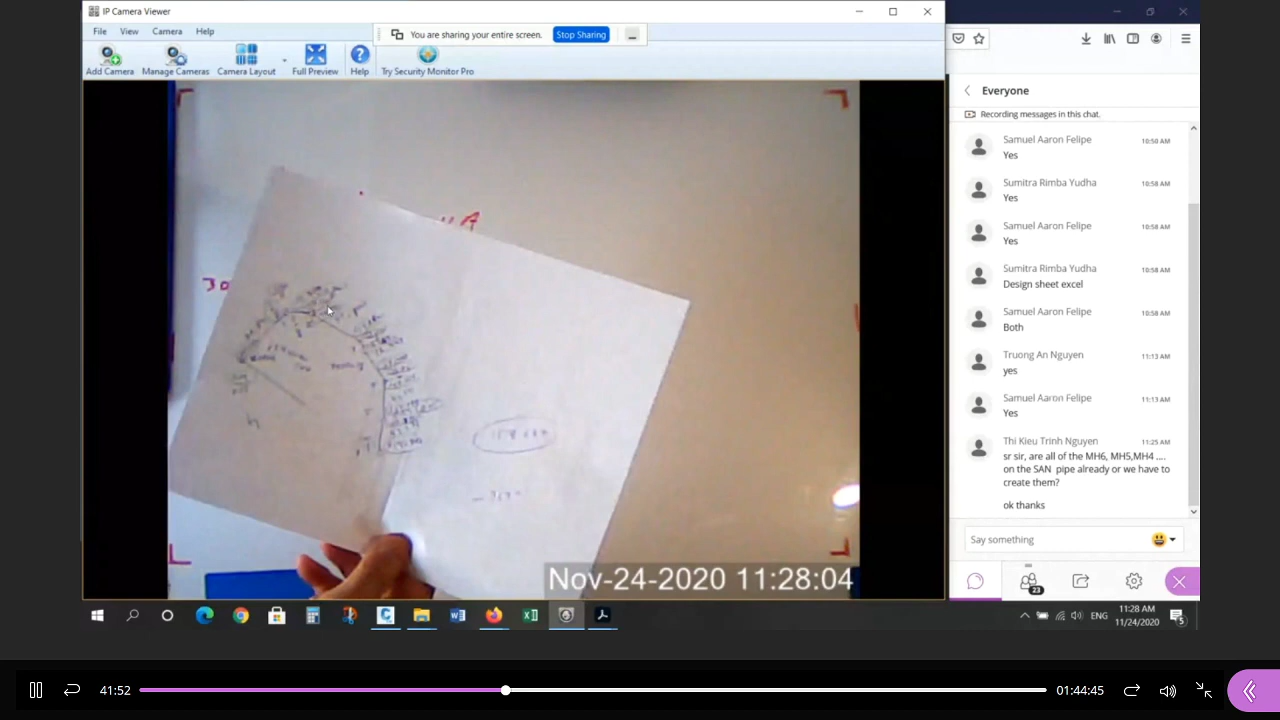 IP Camera Viewer
File View Camera Help
You are sharing your entire screen. Stop Sharing
Add Camera Manage Cameras Camera Layout Full Preview Help Try Security Monitor Pro
30
Nov-24-2020 11:28:04
Everyone
Recording messages in this chat.
Samuel Aaron Felipe 10:50 AM
Yes
Sumitra Rimba Yudha 10:58 AM
Yes
Samuel Aaron Felipe 10:58 AM
Yes
Sumitra Rimba Yudha 10:58 AM
Design sheet excel
Samuel Aaron Felipe 10:58 AM
Both
Truong An Nguyen 11:13 AM
yes
Samuel Aaron Felipe 11:13 AM
Yes
Thi Kieu Trinh Nguyen 11:25 AM
sr sir, are all of the MH6, MH5,MH4 ....
on the SAN pipe already or we have to
create them?
ok thanks
Say something
23
ENG
11:28 AM
11/24/2020
5
41:52
01:44:45